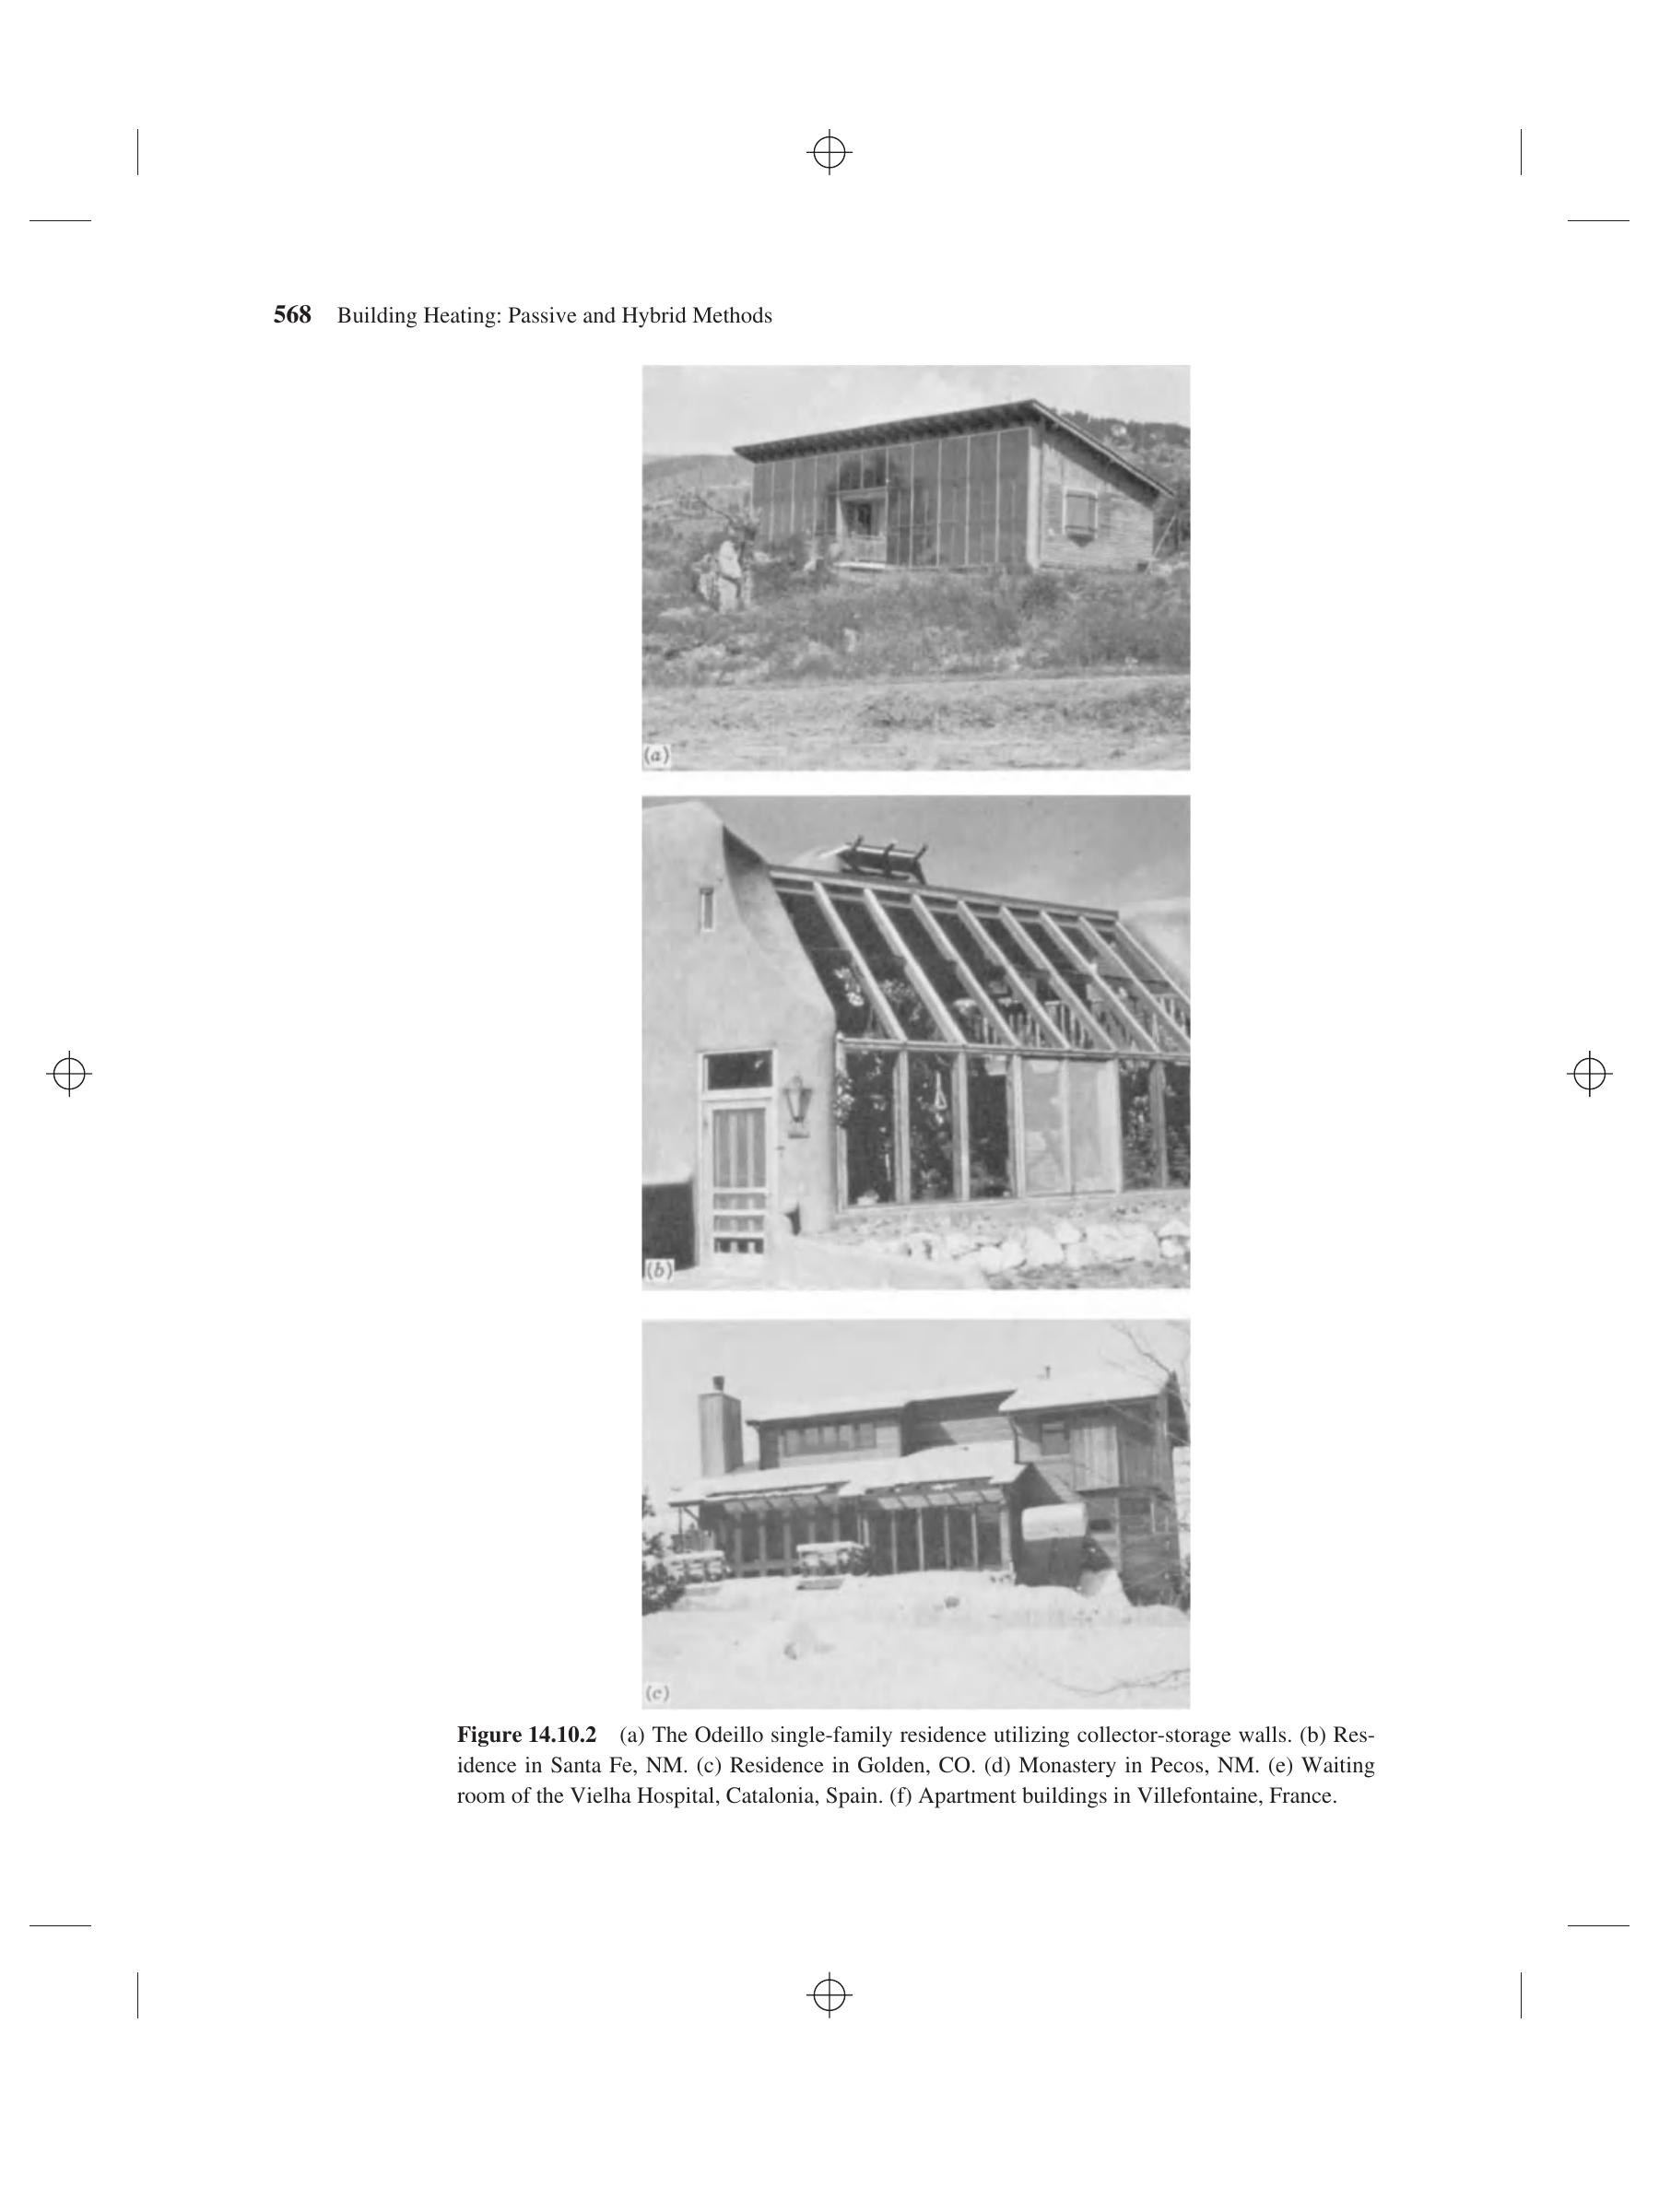 568 Building Heating: Passive and Hybrid Methods
(a)
(b)
(c)
Figure 14.10.2 (a) The Odeillo single-family residence utilizing collector-storage walls. (b) Res-
idence in Santa Fe, NM. (c) Residence in Golden, CO. (d) Monastery in Pecos, NM. (e) Waiting
room of the Vielha Hospital, Catalonia, Spain. (f) Apartment buildings in Villefontaine, France.